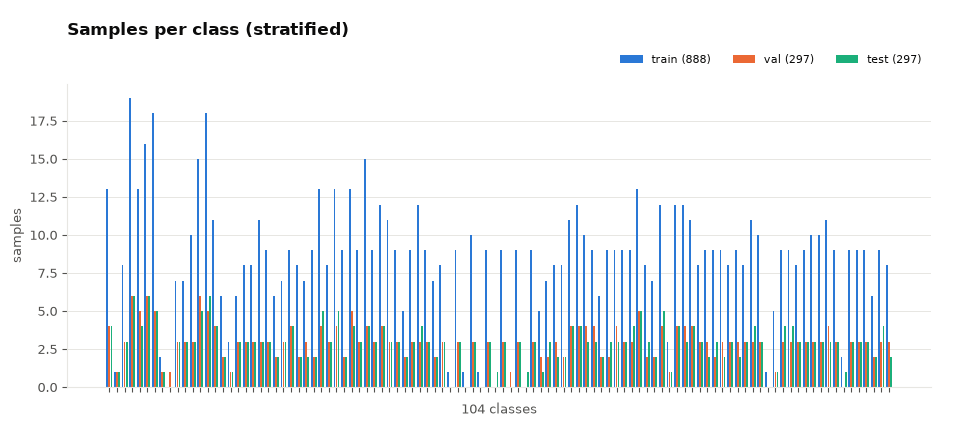 Samples per class (stratified)
train (888) val (297) test (297)
17.5
15.0
12.5
10.0
7.5
5.0
2.5
0.0
samples
104 classes